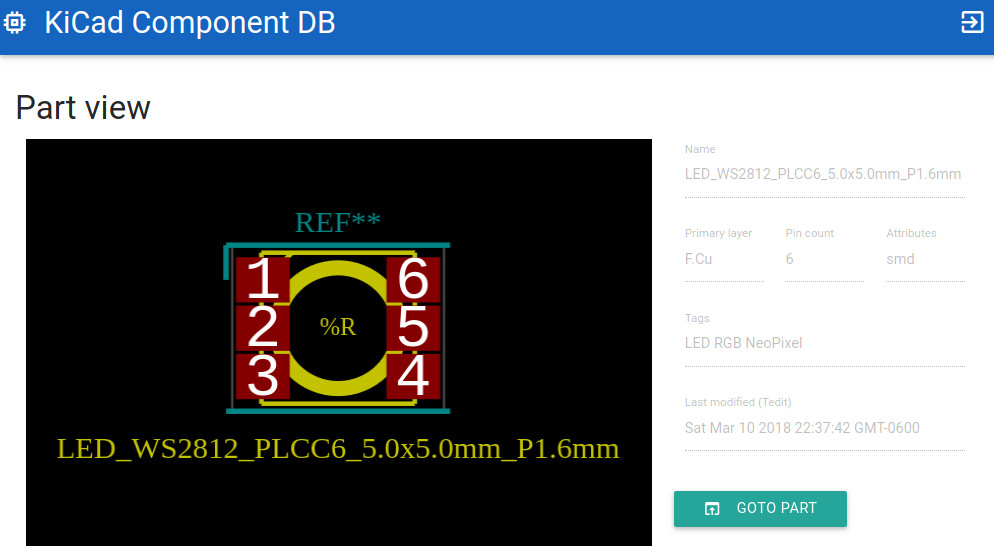 KiCad Component DB
Part view
REF**
1 6
2 %R 5
3 4
LED_WS2812_PLCC6_5.0x5.0mm_P1.6mm
Name
LED_WS2812_PLCC6_5.0x5.0mm_P1.6mm
Primary layer Pin count Attributes
F.Cu 6 smd
Tags
LED RGB NeoPixel
Last modified (Tedit)
Sat Mar 10 2018 22:37:42 GMT-0600
GOTO PART